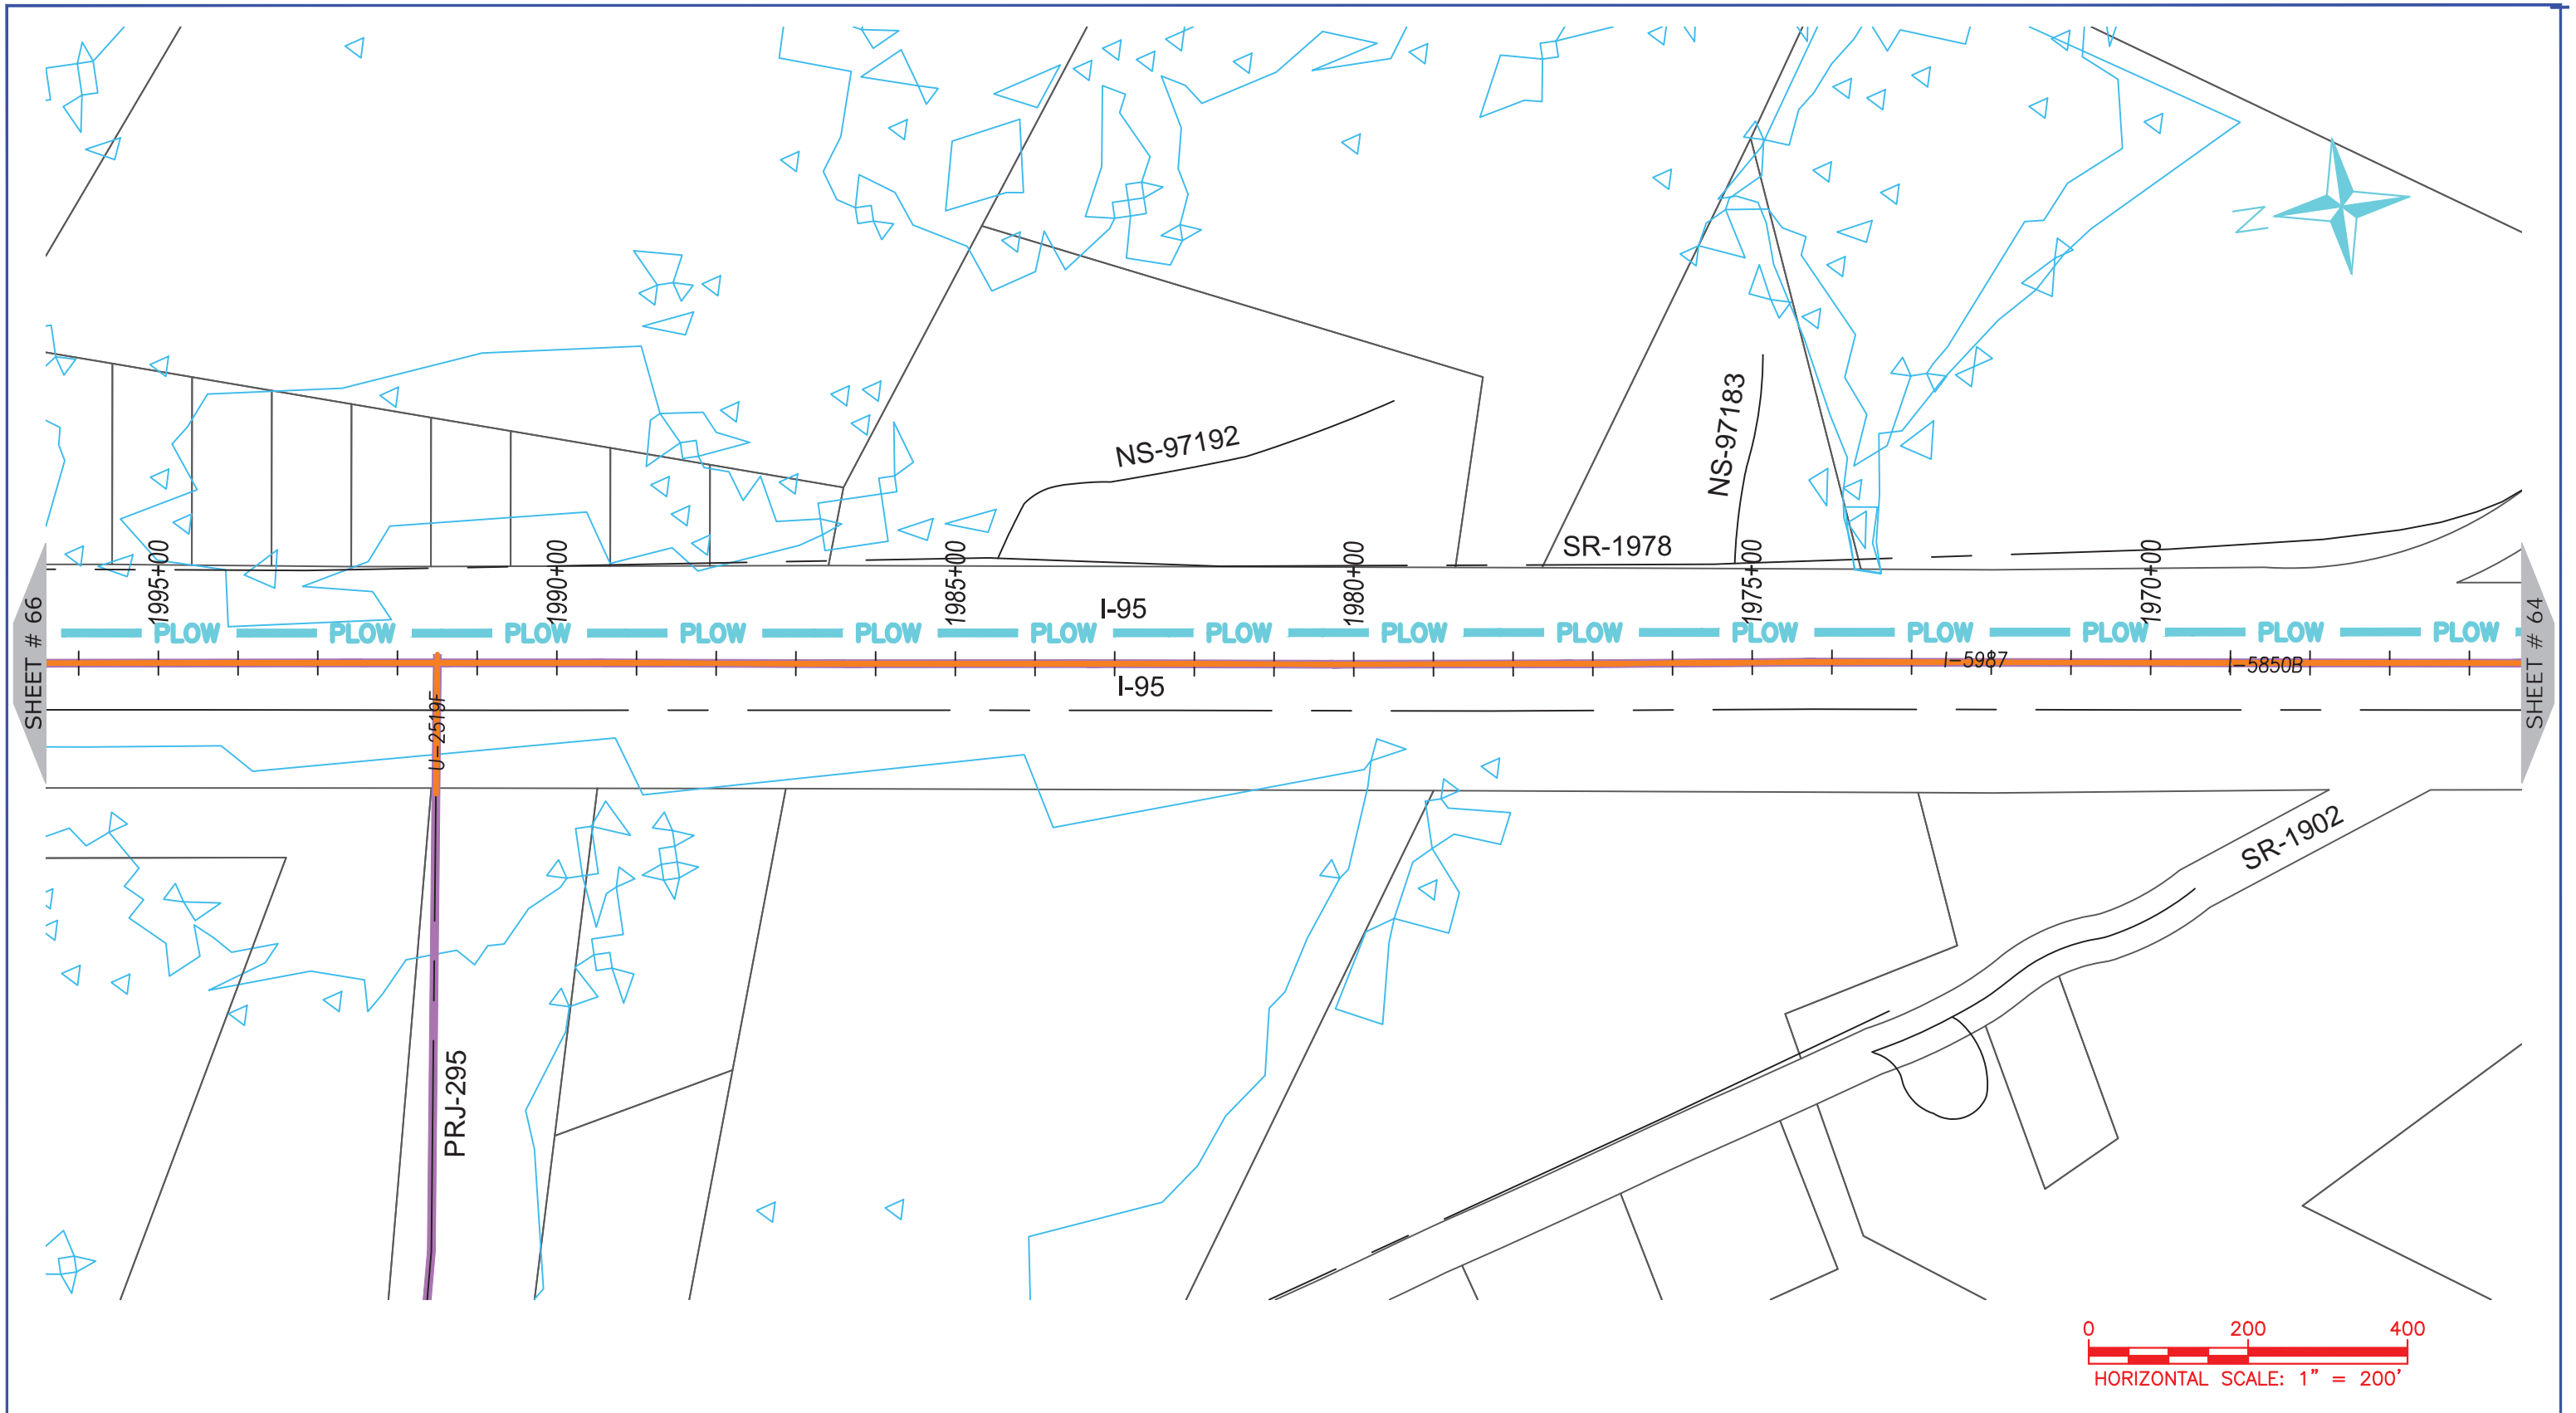 N
NS-97192
NS-97183
SR-1978
1995+00
1990+00
1985+00
1980+00
1975+00
1970+00
I-95
SHEET # 66
PLOW PLOW PLOW PLOW PLOW PLOW PLOW PLOW PLOW PLOW PLOW PLOW PLOW PLOW
SHEET # 64
I-5987
I-5850B
I-95
U-2519F
SR-1902
PRJ-295
0 200 400
HORIZONTAL SCALE: 1" = 200'